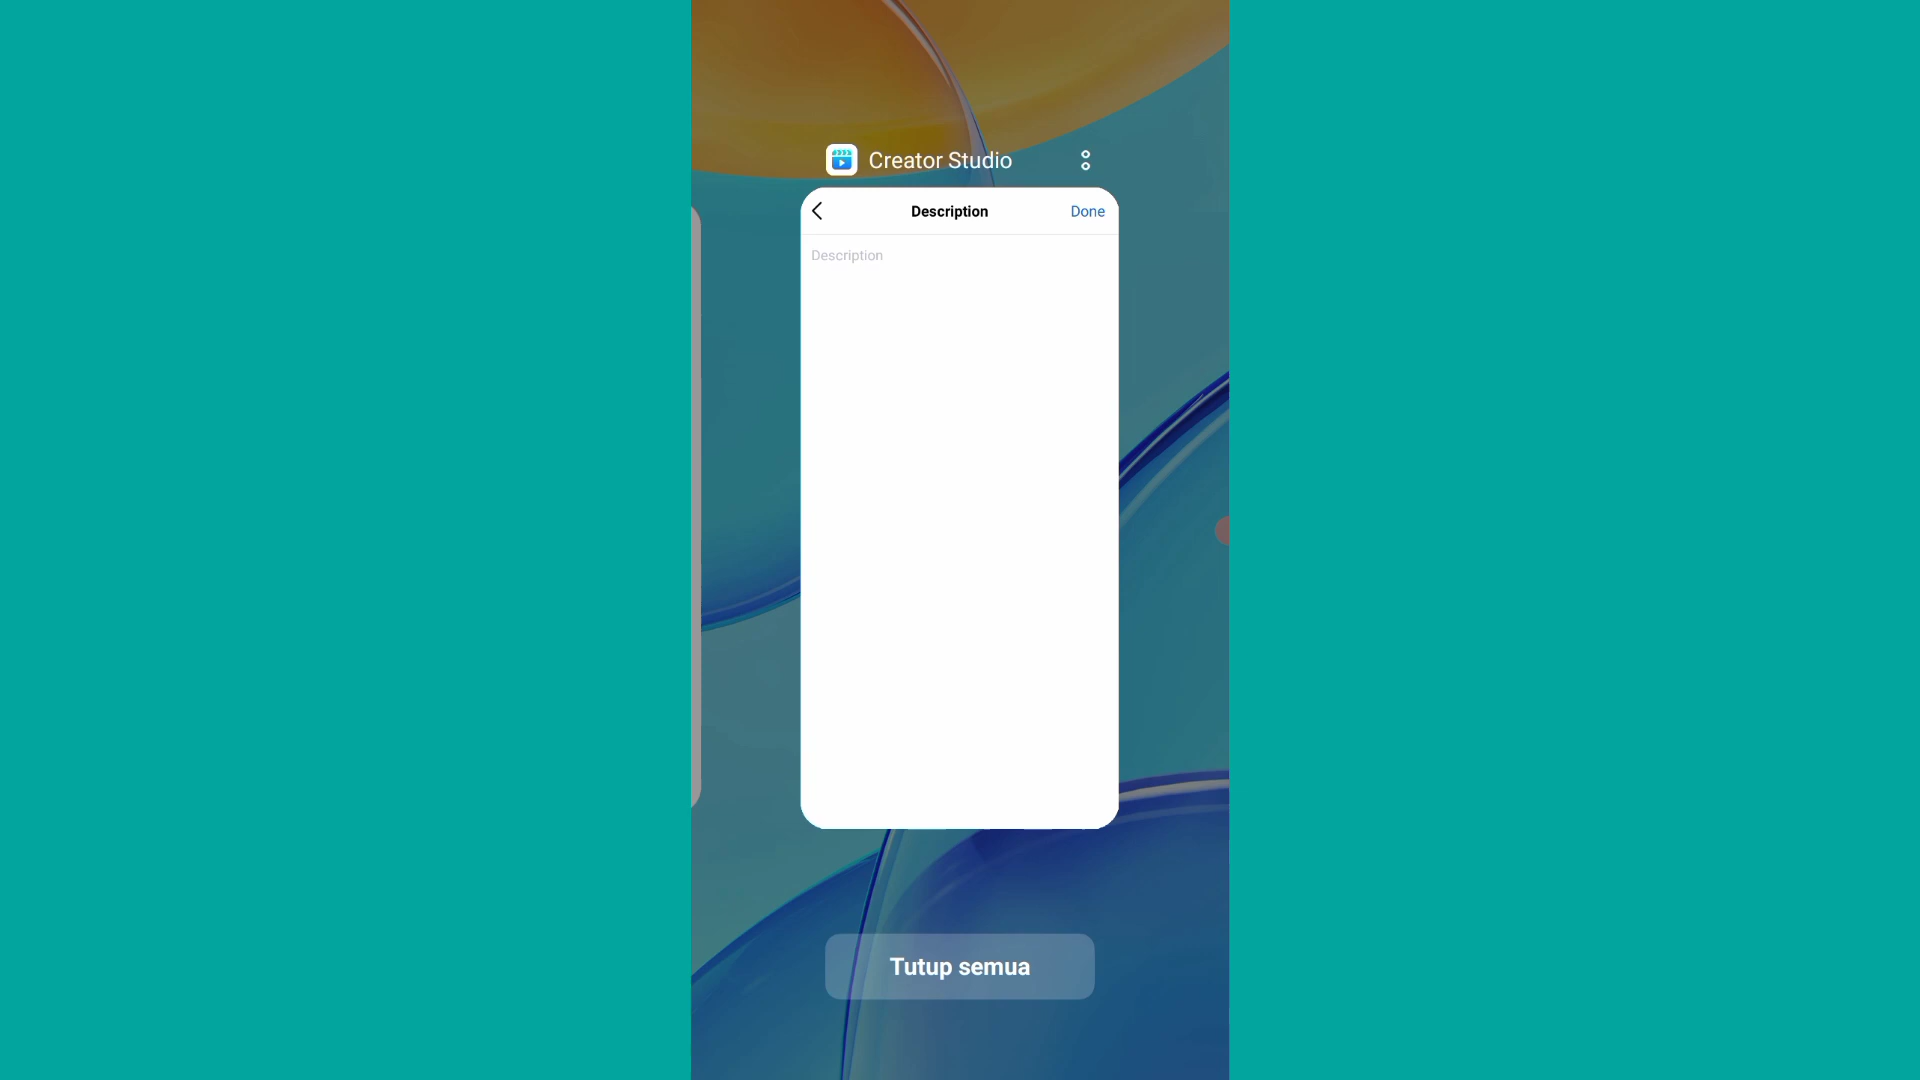 Creator Studio
Description
Done
Description
Tutup semua